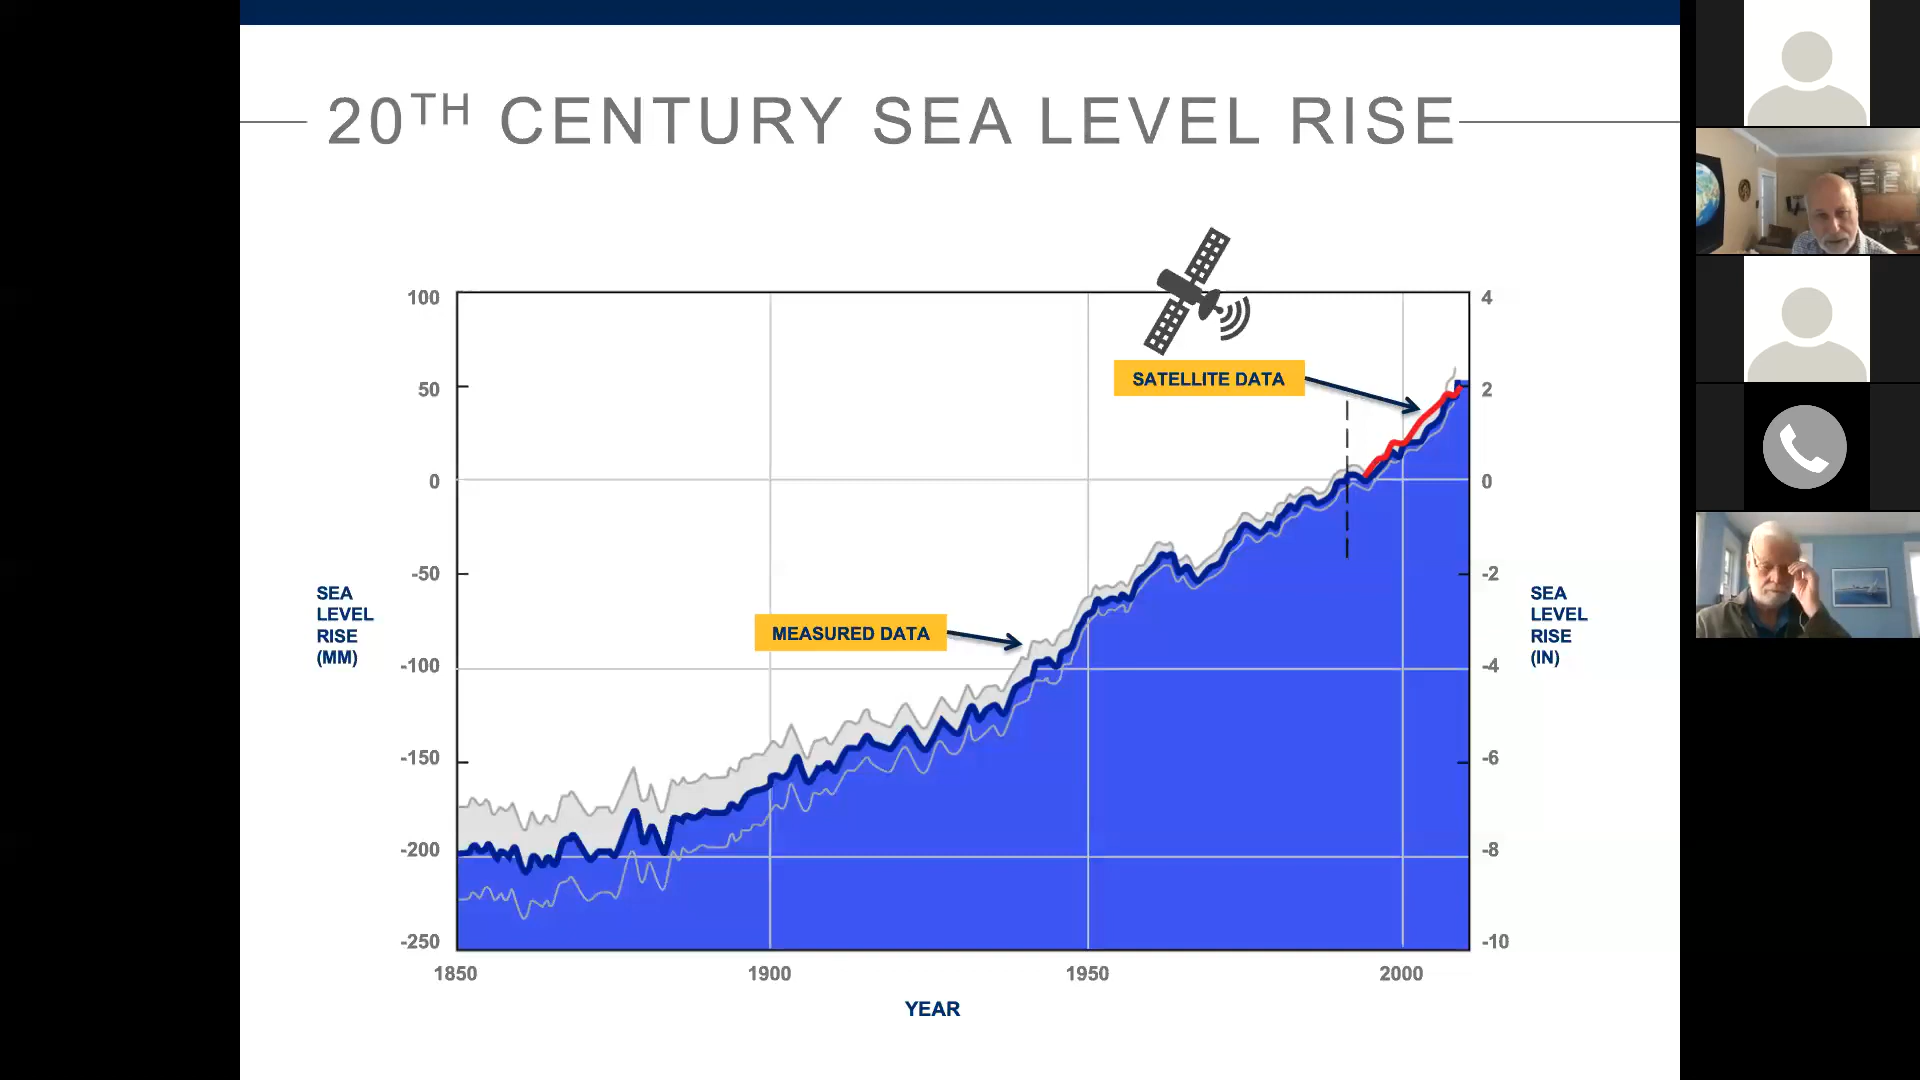 20TH CENTURY SEA LEVEL RISE
SATELLITE DATA
MEASURED DATA
SEA
LEVEL
RISE
(MM)
100
50
0
-50
-100
-150
-200
-250
4
2
0
-2
-4
-6
-8
-10
SEA
LEVEL
RISE
(IN)
1850
1900
1950
2000
YEAR